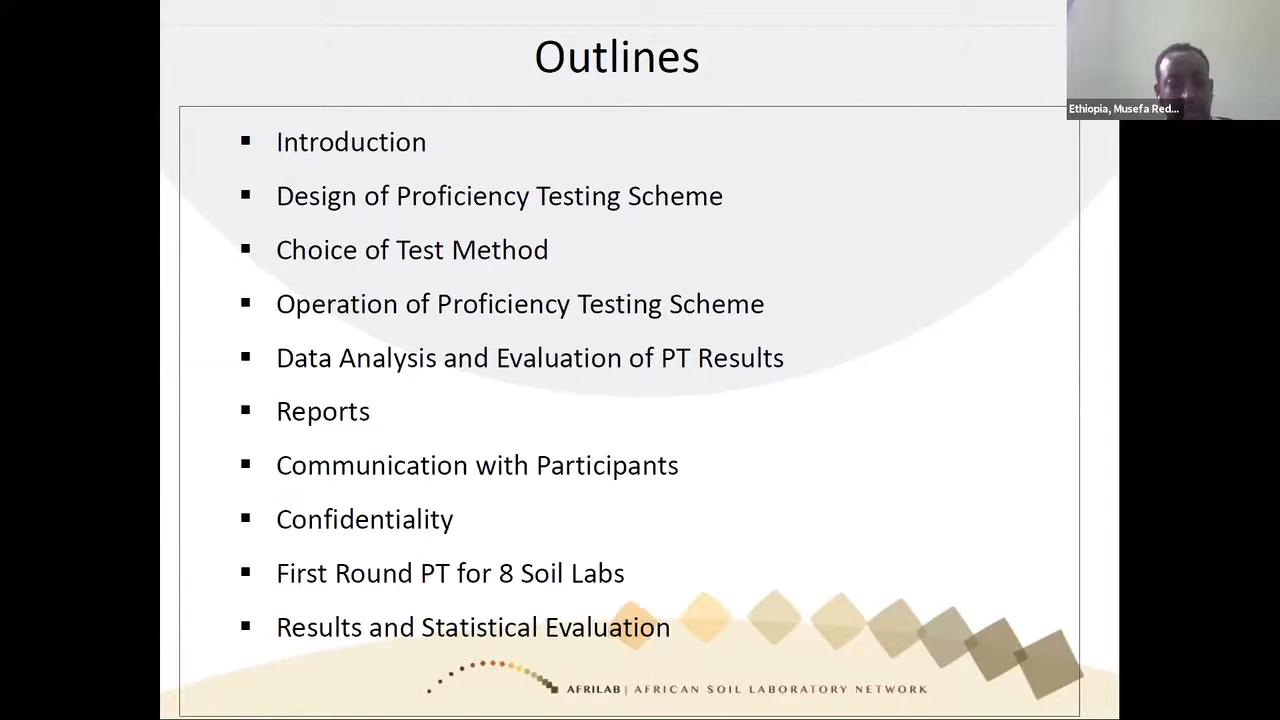 Outlines
Ethiopia, Musefa Red...
▪ Introduction
▪ Design of Proficiency Testing Scheme
▪ Choice of Test Method
▪ Operation of Proficiency Testing Scheme
▪ Data Analysis and Evaluation of PT Results
▪ Reports
▪ Communication with Participants
▪ Confidentiality
▪ First Round PT for 8 Soil Labs
▪ Results and Statistical Evaluation
AFRILAB | AFRICAN SOIL LABORATORY NETWORK